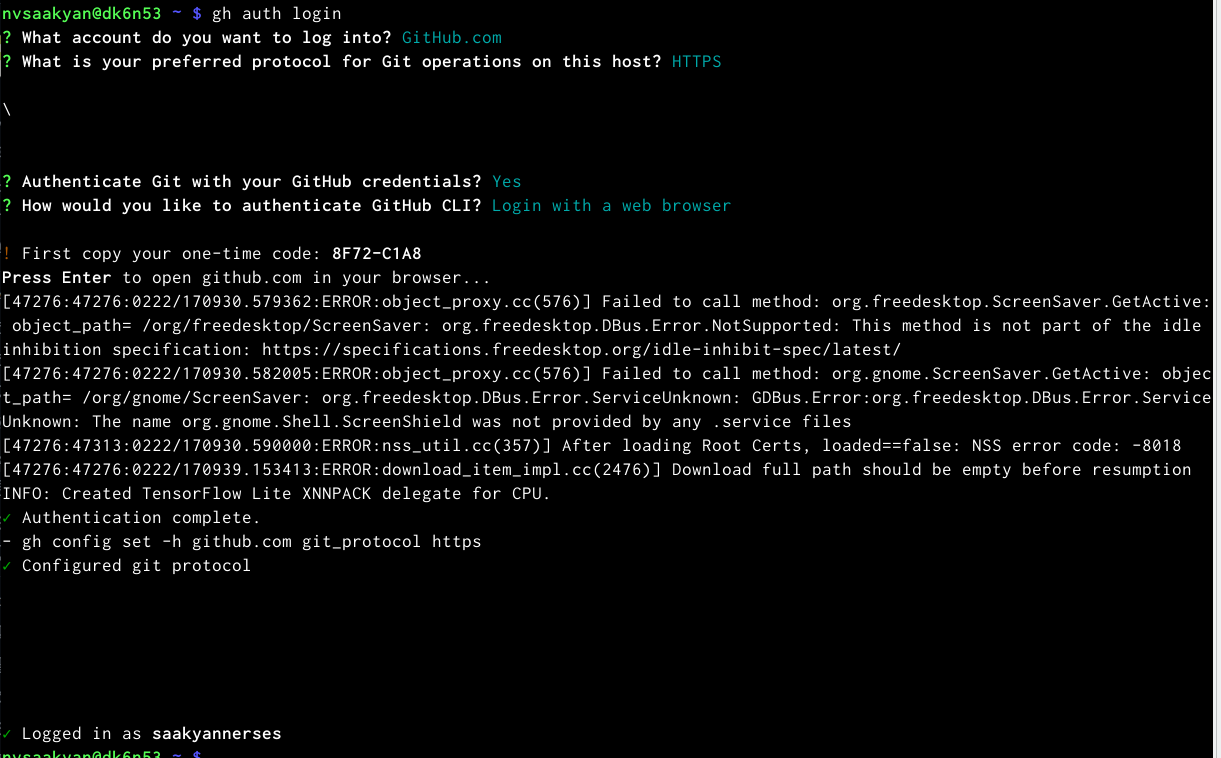 nvsaakyan@dk6n53 ~ $ gh auth login
? What account do you want to log into? GitHub.com
? What is your preferred protocol for Git operations on this host? HTTPS
\
? Authenticate Git with your GitHub credentials? Yes
? How would you like to authenticate GitHub CLI? Login with a web browser
! First copy your one-time code: 8F72-C1A8
Press Enter to open github.com in your browser...
[47276:47276:0222/170930.579362:ERROR:object_proxy.cc(576)] Failed to call method: org.freedesktop.ScreenSaver.GetActive:
object_path= /org/freedesktop/ScreenSaver: org.freedesktop.DBus.Error.NotSupported: This method is not part of the idle
inhibition specification: https://specifications.freedesktop.org/idle-inhibit-spec/latest/
[47276:47276:0222/170930.582005:ERROR:object_proxy.cc(576)] Failed to call method: org.gnome.ScreenSaver.GetActive: objec
t_path= /org/gnome/ScreenSaver: org.freedesktop.DBus.Error.ServiceUnknown: GDBus.Error:org.freedesktop.DBus.Error.Service
Unknown: The name org.gnome.Shell.ScreenShield was not provided by any .service files
[47276:47313:0222/170930.590000:ERROR:nss_util.cc(357)] After loading Root Certs, loaded==false: NSS error code: -8018
[47276:47276:0222/170939.153413:ERROR:download_item_impl.cc(2476)] Download full path should be empty before resumption
INFO: Created TensorFlow Lite XNNPACK delegate for CPU.
✓ Authentication complete.
- gh config set -h github.com git_protocol https
✓ Configured git protocol
✓ Logged in as saakyannerses
nvsaakyan@dk6n53 ~ $